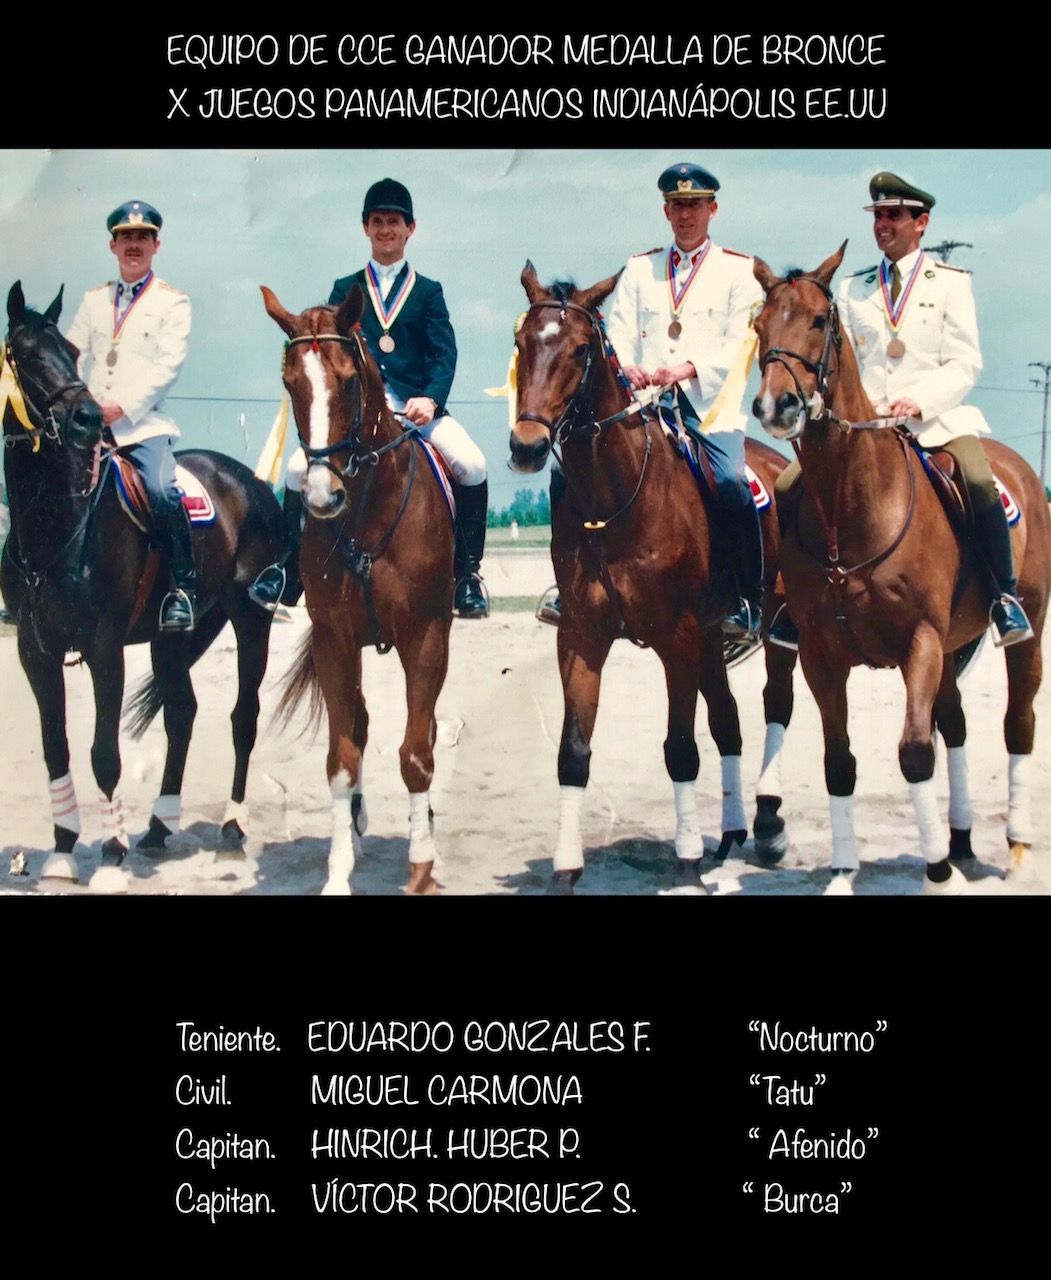 EQUIPO DE CCE GANADOR MEDALLA DE BRONCE
X JUEGOS PANAMERICANOS INDIANÁPOLIS EE.UU
Teniente. EDUARDO GONZALES F. “Nocturno”
Civil. MIGUEL CARMONA “Tatu”
Capitan. HINRICH. HUBER P. “ Afenido”
Capitan. VÍCTOR RODRIGUEZ S. “ Burca”